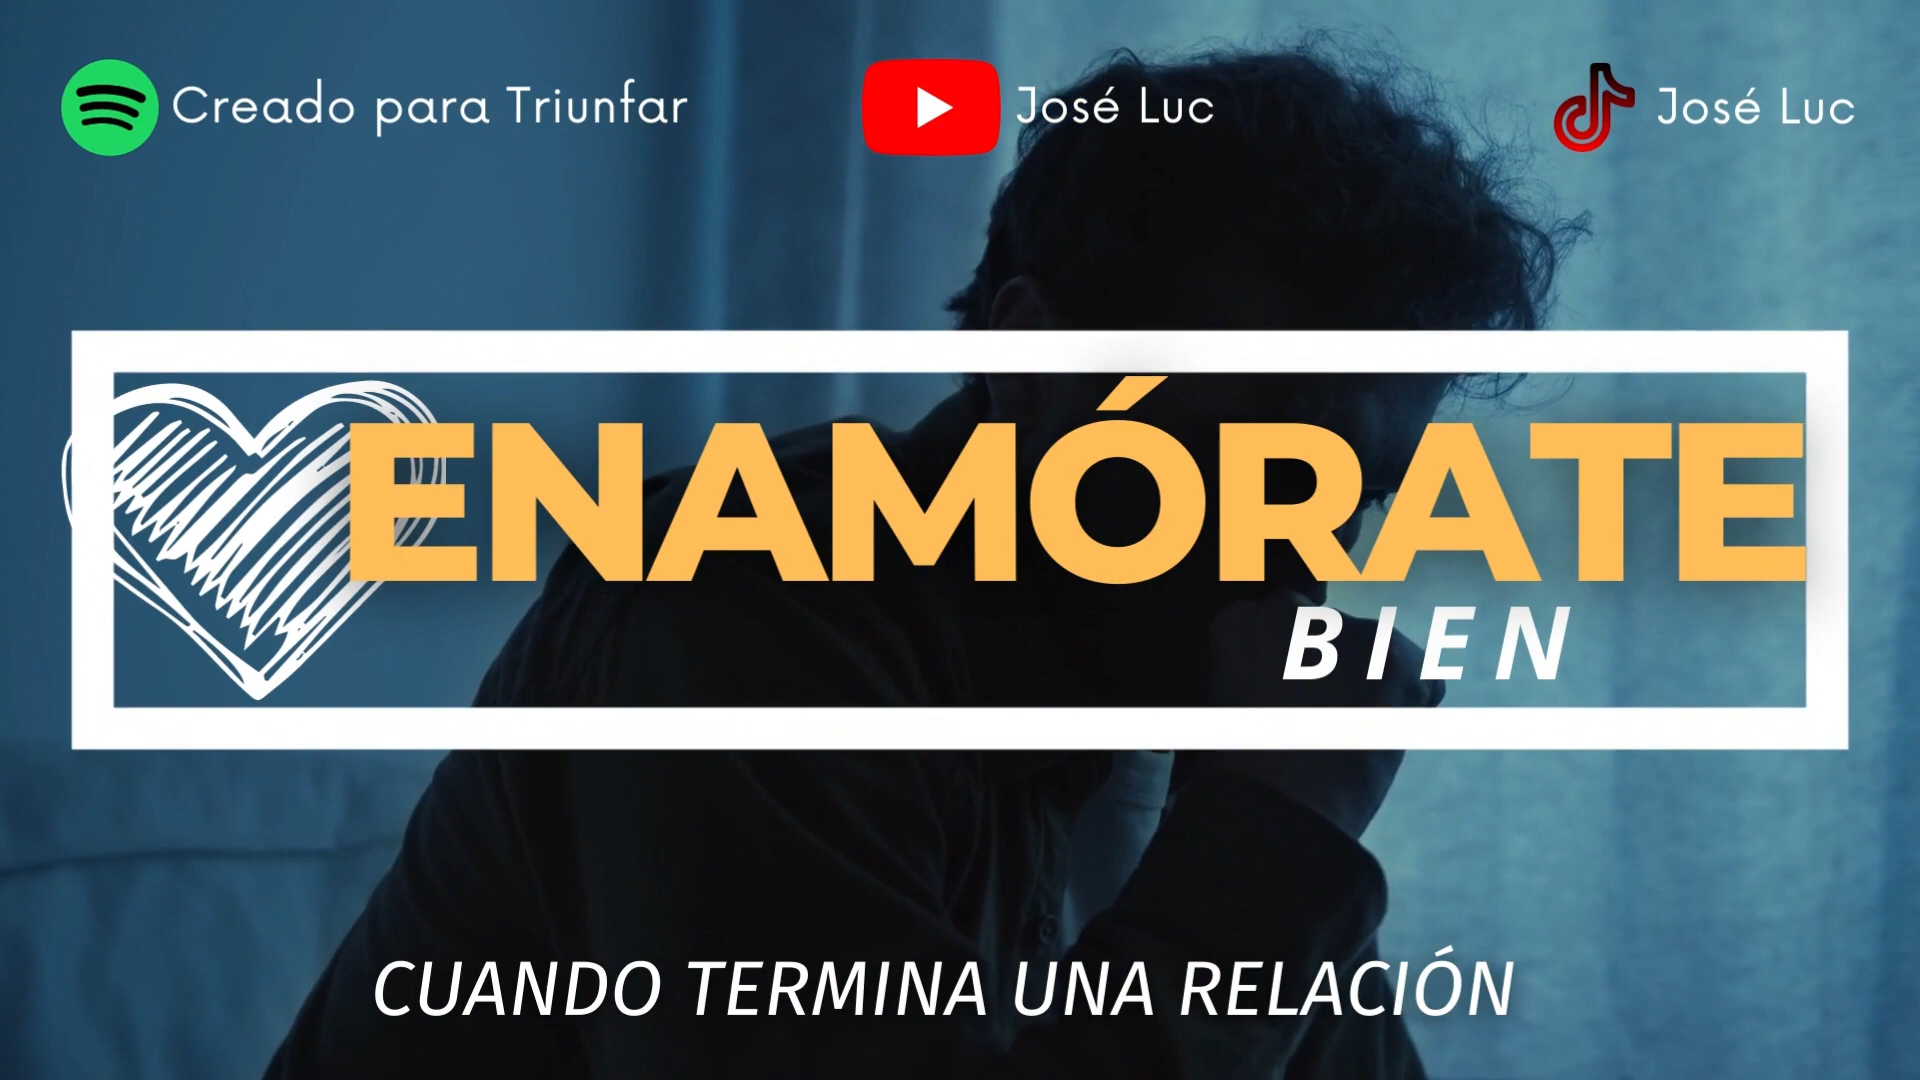 Creado para Triunfar
José Luc
José Luc
ENAMÓRATE
BIEN
CUANDO TERMINA UNA RELACIÓN